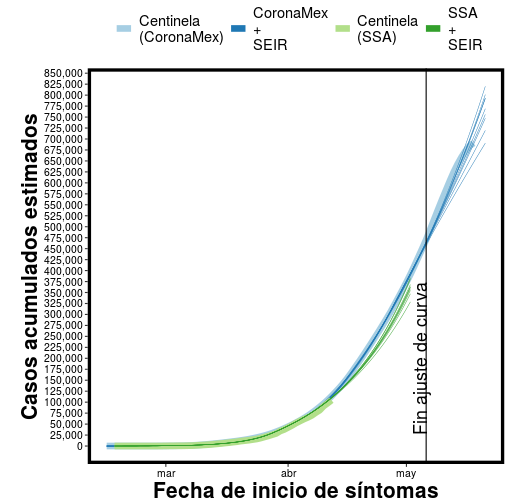 Centinela
(CoronaMex)
CoronaMex
+
SEIR
Centinela
(SSA)
SSA
+
SEIR
Casos acumulados estimados
850,000
825,000
800,000
775,000
750,000
725,000
700,000
675,000
650,000
625,000
600,000
575,000
550,000
525,000
500,000
475,000
450,000
425,000
400,000
375,000
350,000
325,000
300,000
275,000
250,000
225,000
200,000
175,000
150,000
125,000
100,000
75,000
50,000
25,000
0
Fin ajuste de curva
mar
abr
may
Fecha de inicio de síntomas